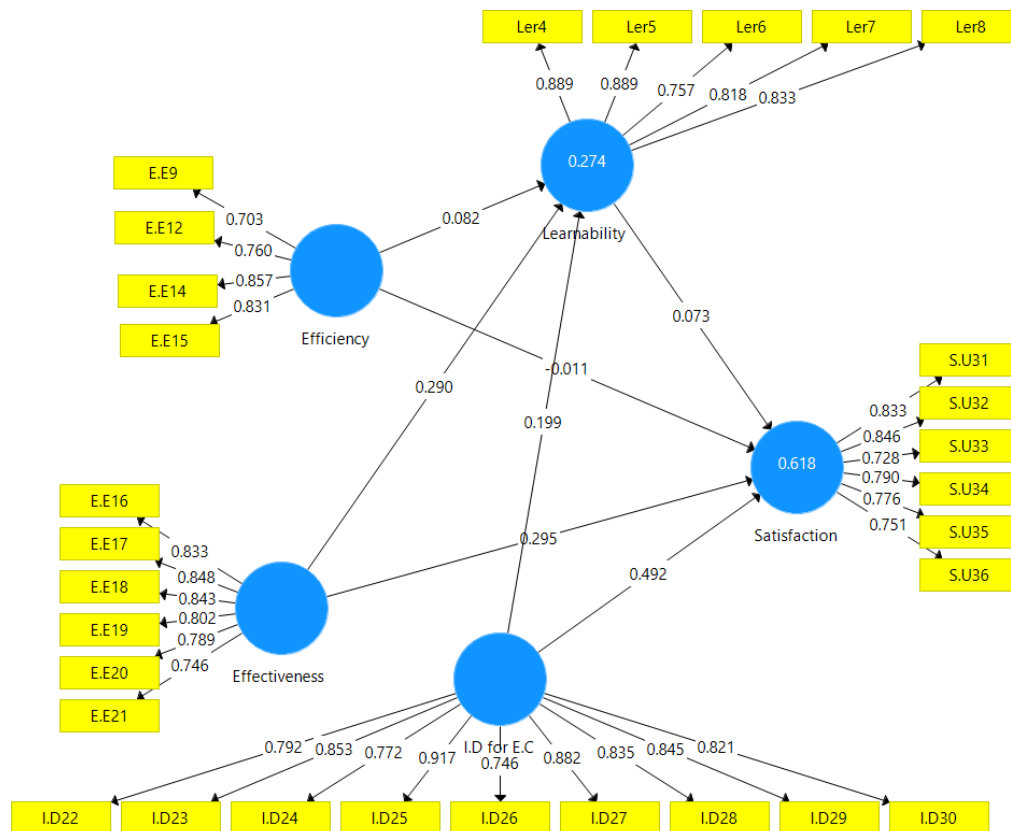 Ler4 Ler5 Ler6 Ler7 Ler8
0.889 0.889 0.757 0.818 0.833
0.274
Learnability
E.E9
E.E12
E.E14
E.E15
0.703
0.760
0.857
0.831
Efficiency
0.082
0.290
0.199
-0.011
0.073
S.U31
S.U32
S.U33
S.U34
S.U35
S.U36
0.833
0.846
0.728
0.790
0.776
0.751
0.618
Satisfaction
E.E16
E.E17
E.E18
E.E19
E.E20
E.E21
0.833
0.848
0.843
0.802
0.789
0.746
Effectiveness
0.295
0.492
I.D for E.C
0.792 0.853 0.772 0.917 0.746 0.882 0.835 0.845 0.821
I.D22 I.D23 I.D24 I.D25 I.D26 I.D27 I.D28 I.D29 I.D30